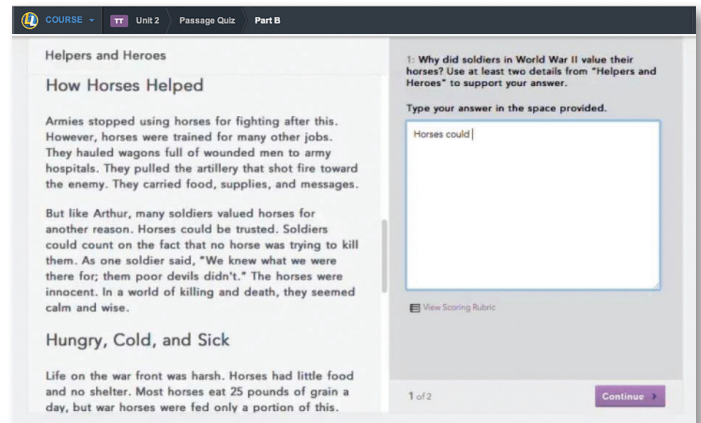 COURSE
TT Unit 2 Passage Quiz Part B
Helpers and Heroes
How Horses Helped
Armies stopped using horses for fighting after this.
However, horses were trained for many other jobs.
They hauled wagons full of wounded men to army
hospitals. They pulled the artillery that shot fire toward
the enemy. They carried food, supplies, and messages.
But like Arthur, many soldiers valued horses for
another reason. Horses could be trusted. Soldiers
could count on the fact that no horse was trying to kill
them. As one soldier said, "We knew what we were
there for; them poor devils didn't." The horses were
innocent. In a world of killing and death, they seemed
calm and wise.
Hungry, Cold, and Sick
Life on the war front was harsh. Horses had little food
and no shelter. Most horses eat 25 pounds of grain a
day, but war horses were fed only a portion of this.
1: Why did soldiers in World War II value their
horses? Use at least two details from "Helpers and
Heroes" to support your answer.
Type your answer in the space provided.
Horses could
View Scoring Rubric
1 of 2
Continue